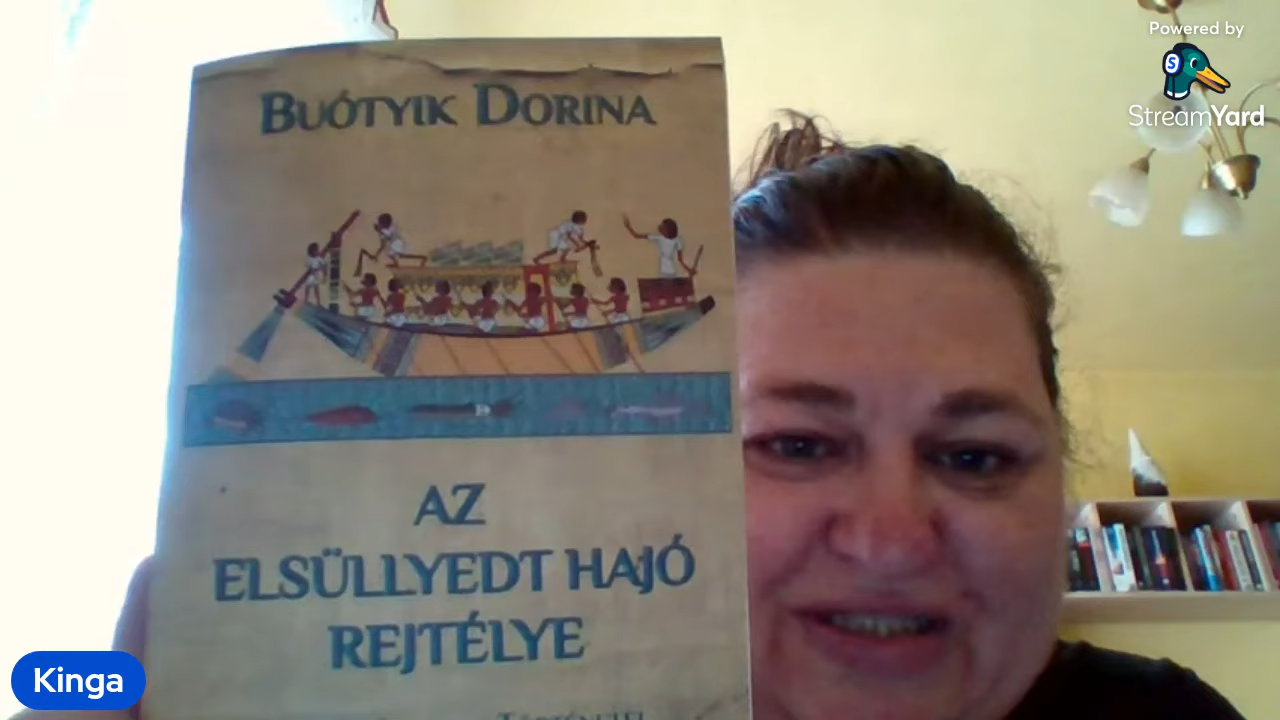 Powered by
StreamYard
BUÓTYIK DORINA
AZ
ELSÜLLYEDT HAJÓ
REJTÉLYE
Kinga